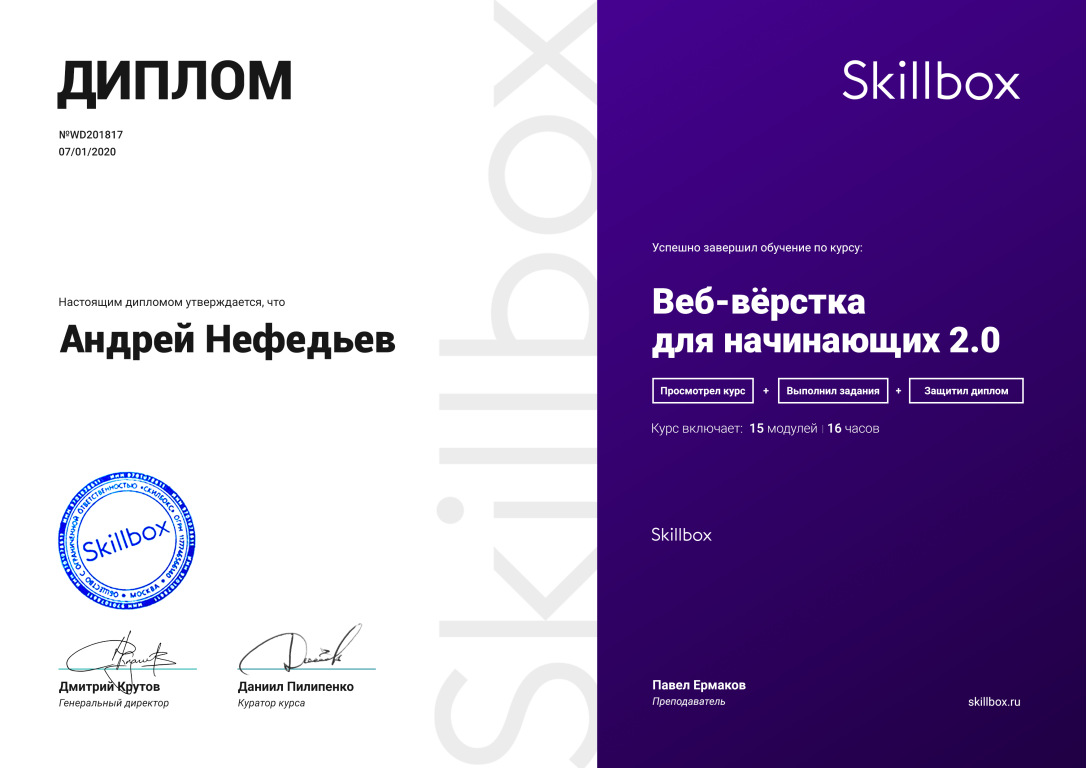 ДИПЛОМ
№WD201817
07/01/2020
Настоящим дипломом утверждается, что
Андрей Нефедьев
Skillbox
ОБЩЕСТВО С ОГРАНИЧЕННОЙ ОТВЕТСТВЕННОСТЬЮ «СКИЛБОКС»
МОСКВА
Дмитрий Крутов
Генеральный директор
Даниил Пилипенко
Куратор курса
Skillbox
Skillbox
Успешно завершил обучение по курсу:
Веб-вёрстка
для начинающих 2.0
Просмотрел курс + Выполнил задания + Защитил диплом
Курс включает: 15 модулей | 16 часов
Skillbox
Павел Ермаков
Преподаватель
skillbox.ru